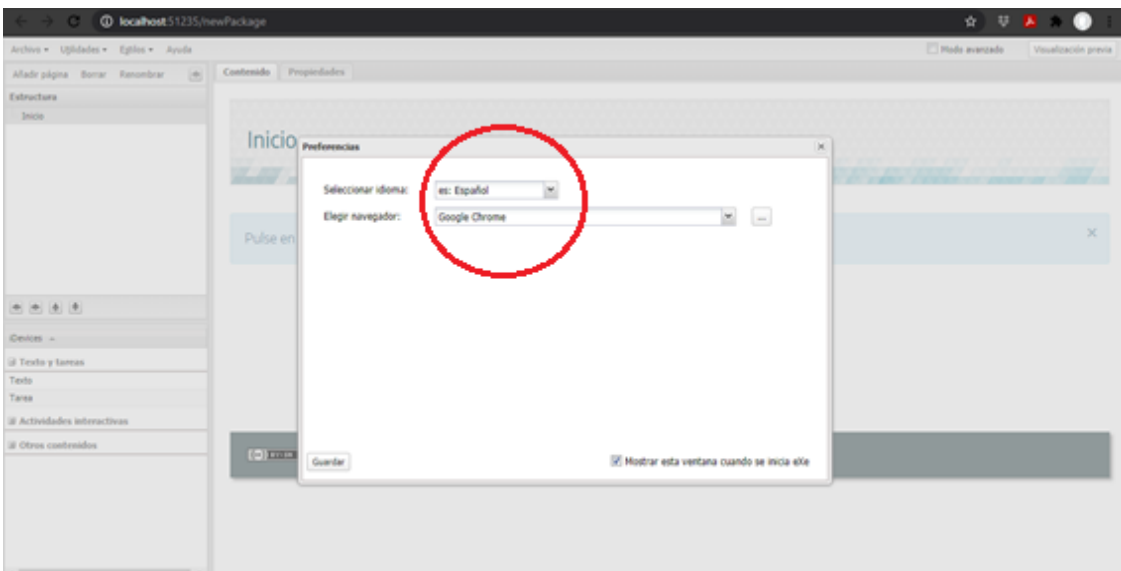 localhost:51235/newPackage
Archivo Utilidades Estilos Ayuda
Modo avanzado Visualización previa
Añadir página Borrar Renombrar
Contenido Propiedades
Estructura
Inicio
Inicio
Preferencias
Seleccionar idioma: es: Español
Elegir navegador: Google Chrome ...
Pulse en
iDevices
Texto y tareas
Texto
Tarea
Actividades interactivas
Otros contenidos
Guardar Mostrar esta ventana cuando se inicia eXe